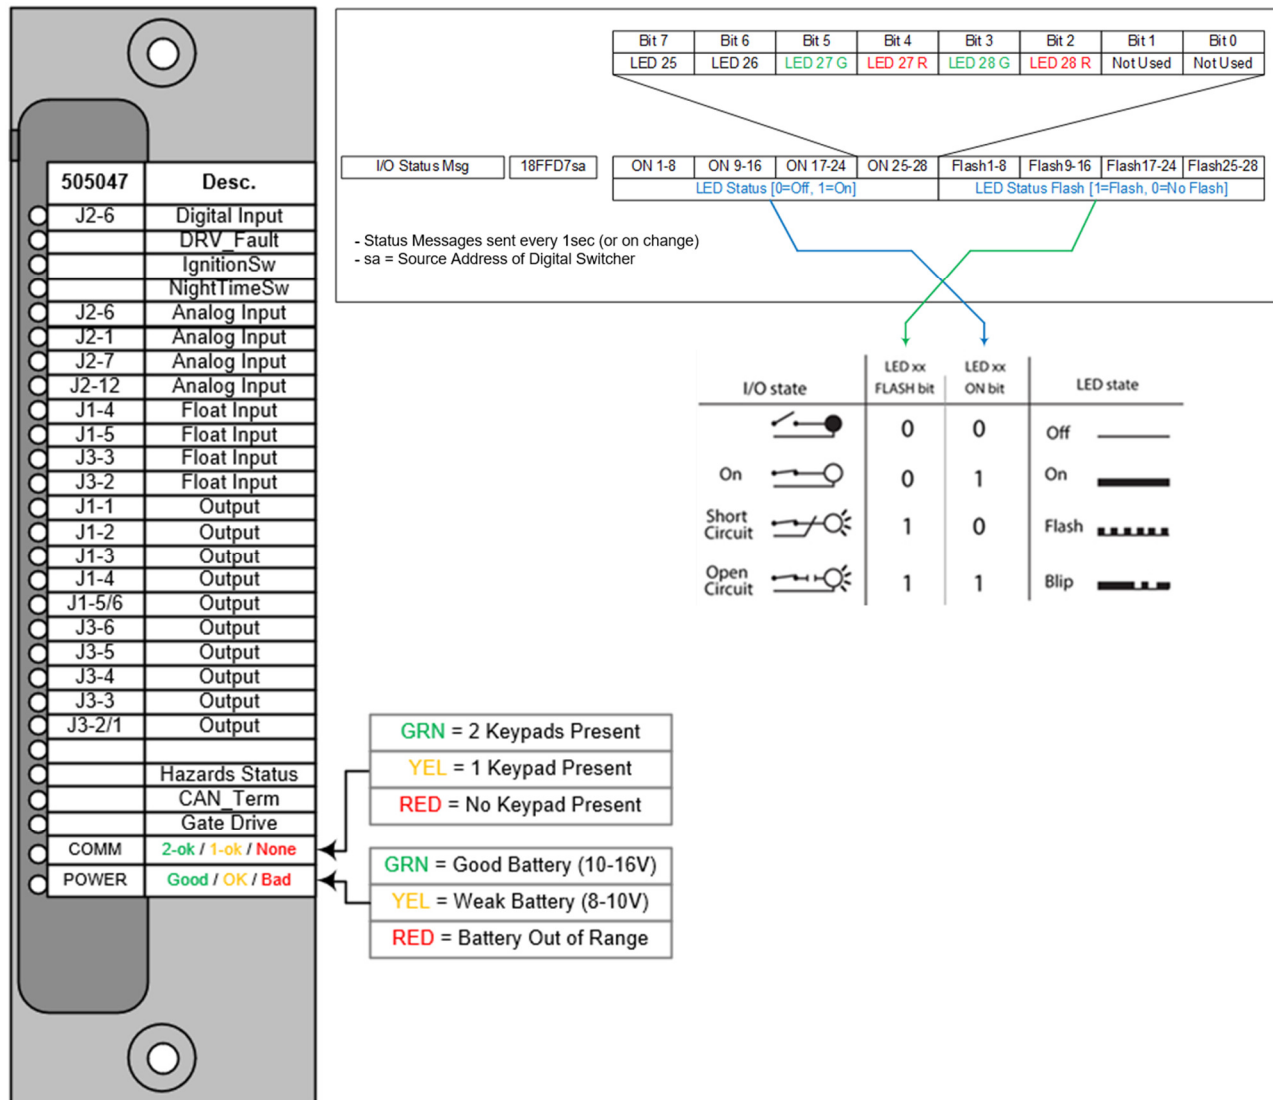 505047 Desc.
J2-6 Digital Input
DRV_Fault
IgnitionSw
NightTimeSw
J2-6 Analog Input
J2-1 Analog Input
J2-7 Analog Input
J2-12 Analog Input
J1-4 Float Input
J1-5 Float Input
J3-3 Float Input
J3-2 Float Input
J1-1 Output
J1-2 Output
J1-3 Output
J1-4 Output
J1-5/6 Output
J3-6 Output
J3-5 Output
J3-4 Output
J3-3 Output
J3-2/1 Output
Hazards Status
CAN_Term
Gate Drive
COMM 2-ok / 1-ok / None
POWER Good / OK / Bad
Bit 7 Bit 6 Bit 5 Bit 4 Bit 3 Bit 2 Bit 1 Bit 0
LED 25 LED 26 LED 27 G LED 27 R LED 28 G LED 28 R Not Used Not Used
I/O Status Msg 18FFD7sa ON 1-8 ON 9-16 ON 17-24 ON 25-28 Flash1-8 Flash9-16 Flash17-24 Flash25-28
LED Status [0=Off, 1=On] LED Status Flash [1=Flash, 0=No Flash]
- Status Messages sent every 1sec (or on change)
- sa = Source Address of Digital Switcher
I/O state LED xx FLASH bit LED xx ON bit LED state
0 0 Off
On 0 1 On
Short Circuit 1 0 Flash
Open Circuit 1 1 Blip
GRN = 2 Keypads Present
YEL = 1 Keypad Present
RED = No Keypad Present
GRN = Good Battery (10-16V)
YEL = Weak Battery (8-10V)
RED = Battery Out of Range